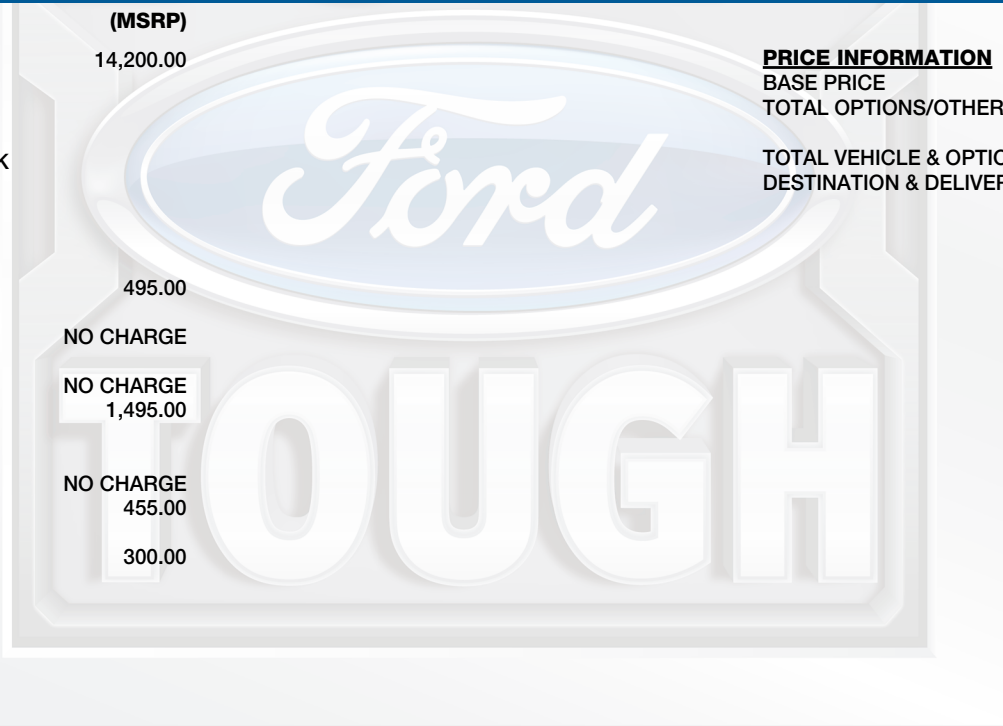 (MSRP)
14,200.00
K
495.00
NO CHARGE
NO CHARGE
1,495.00
NO CHARGE
455.00
300.00
PRICE INFORMATION
BASE PRICE
TOTAL OPTIONS/OTHER
TOTAL VEHICLE & OPTIO
DESTINATION & DELIVER
Ford
TOUGH